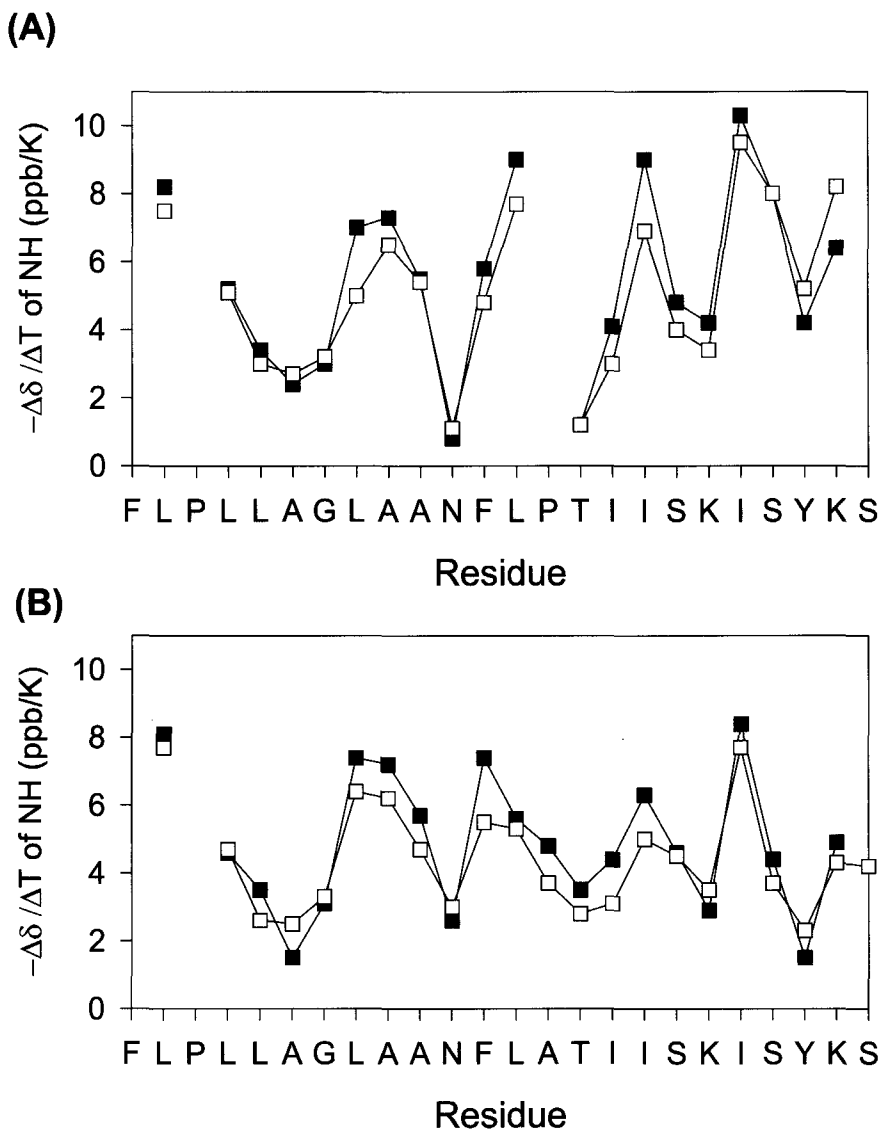 (A)
−Δδ /ΔT of NH (ppb/K)
10
8
6
4
2
0
F L P L L A G L A A N F L P T I I S K I S Y K S
Residue
(B)
−Δδ /ΔT of NH (ppb/K)
10
8
6
4
2
0
F L P L L A G L A A N F L A T I I S K I S Y K S
Residue